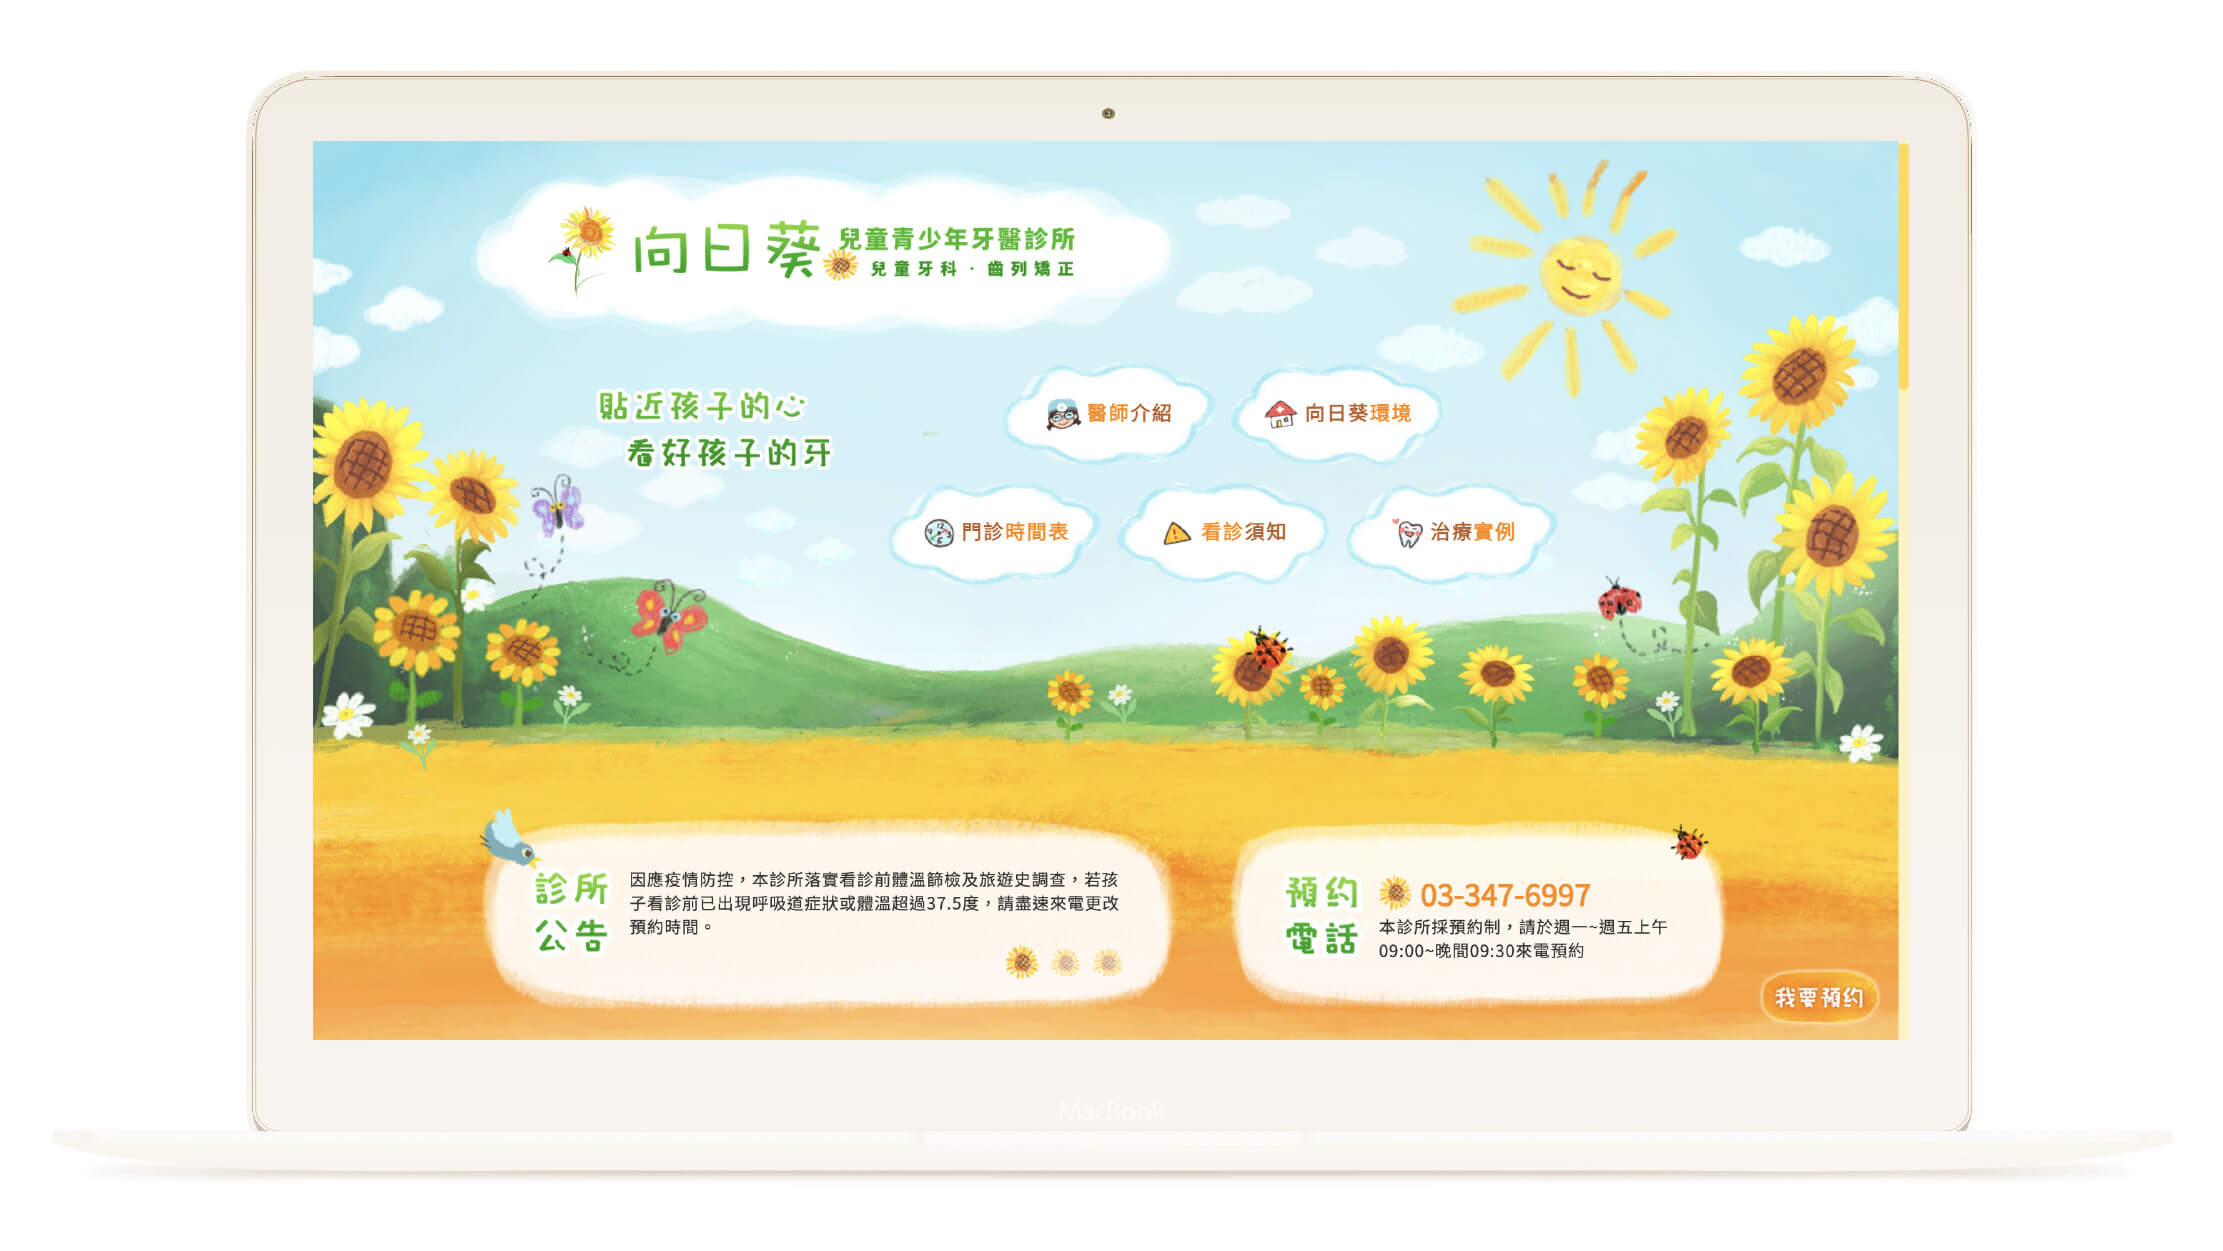 向日葵
兒童青少年牙醫診所
兒童牙科·齒列矯正
貼近孩子的心
看好孩子的牙
醫師介紹
向日葵環境
門診時間表
看診須知
治療實例
診所
公告
因應疫情防控，本診所落實看診前體溫篩檢及旅遊史調查，若孩
子看診前已出現呼吸道症狀或體溫超過37.5度，請盡速來電更改
預約時間。
預約
電話
03-347-6997
本診所採預約制，請於週一~週五上午
09:00~晚間09:30來電預約
我要預約
MacBook